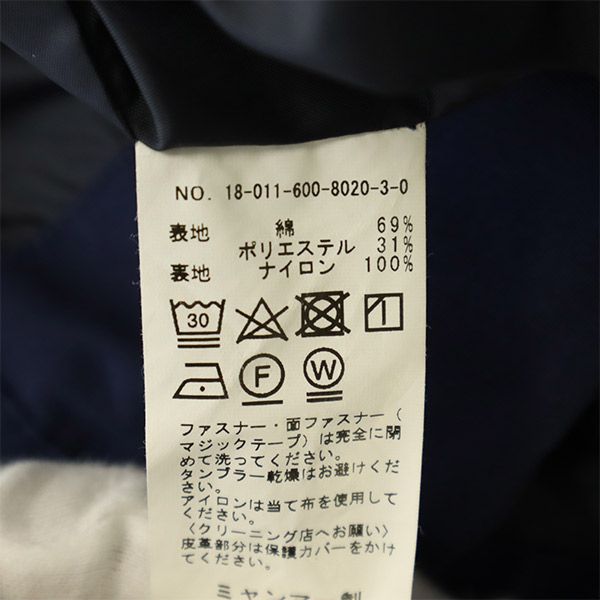 NO. 18-011-600-8020-3-0
表地 綿 69%
ポリエステル 31%
裏地 ナイロン 100%
30
F W
ファスナー・面ファスナー（
マジックテープ）は完全に閉
めて洗ってください。
タンブラー乾燥はお避けくだ
さい。
アイロンは当て布を使用して
ください。
〈クリーニング店へお願い〉
皮革部分は保護カバーをかけ
てください。
ミャンマー製